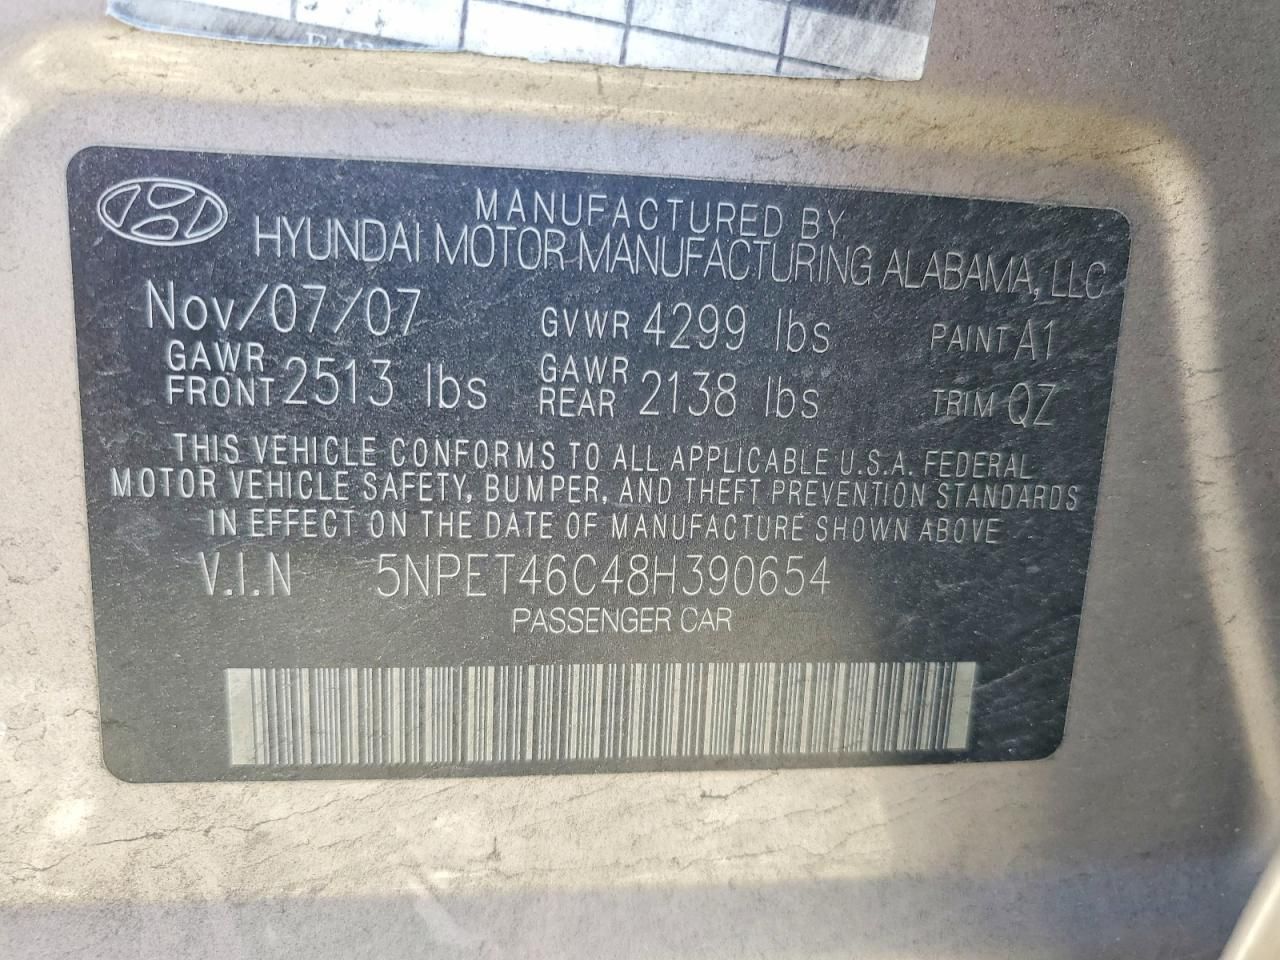 MANUFACTURED BY
HYUNDAI MOTOR MANUFACTURING ALABAMA, LLC
Nov/07/07 GVWR 4299 lbs PAINT A1
GAWR FRONT 2513 lbs GAWR REAR 2138 lbs TRIM QZ
THIS VEHICLE CONFORMS TO ALL APPLICABLE U.S.A. FEDERAL
MOTOR VEHICLE SAFETY, BUMPER, AND THEFT PREVENTION STANDARDS
IN EFFECT ON THE DATE OF MANUFACTURE SHOWN ABOVE
V.I.N 5NPET46C48H390654
PASSENGER CAR